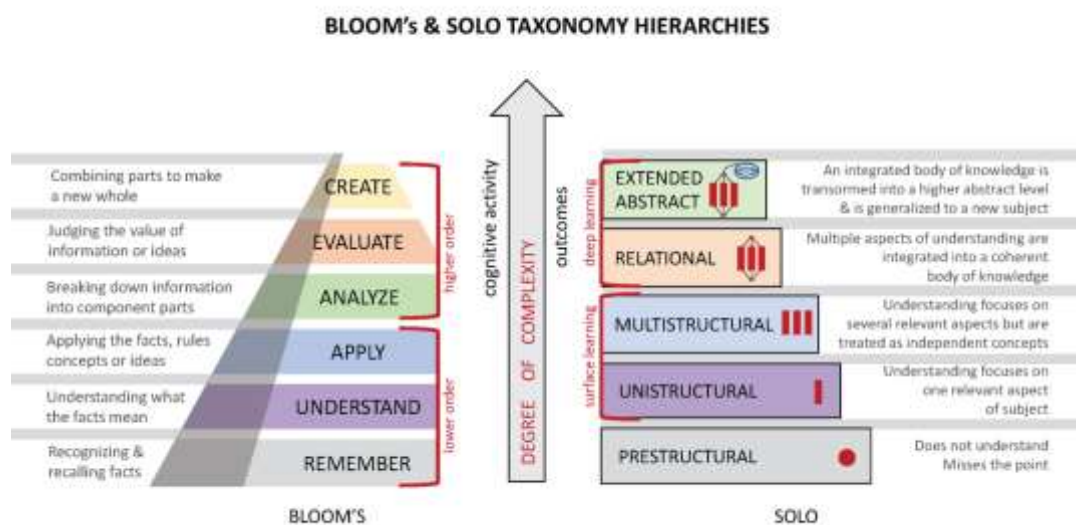 BLOOM's & SOLO TAXONOMY HIERARCHIES
Combining parts to make
a new whole
CREATE
Judging the value of
information or ideas
EVALUATE
Breaking down information
into component parts
ANALYZE
higher order
Applying the facts, rules
concepts or ideas
APPLY
Understanding what
the facts mean
UNDERSTAND
Recognizing &
recalling facts
REMEMBER
lower order
BLOOM'S
cognitive activity
DEGREE OF COMPLEXITY
outcomes
deep learning
EXTENDED
ABSTRACT
An integrated body of knowledge is
transormed into a higher abstract level
& is generalized to a new subject
RELATIONAL
Multiple aspects of understanding are
integrated into a coherent
body of knowledge
surface learning
MULTISTRUCTURAL
Understanding focuses on
several relevant aspects but are
treated as independent concepts
UNISTRUCTURAL
Understanding focuses on
one relevant aspect
of subject
PRESTRUCTURAL
Does not understand
Misses the point
SOLO